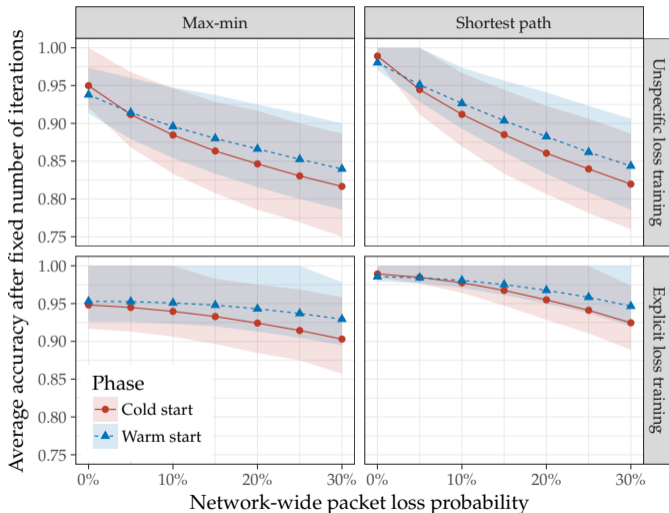 Max-min
Shortest path
Average accuracy after fixed number of iterations
1.00
0.95
0.90
0.85
0.80
0.75
Unspecific loss training
1.00
0.95
0.90
0.85
0.80
0.75
Explicit loss training
Phase
Cold start
Warm start
0% 10% 20% 30% 0% 10% 20% 30%
Network-wide packet loss probability